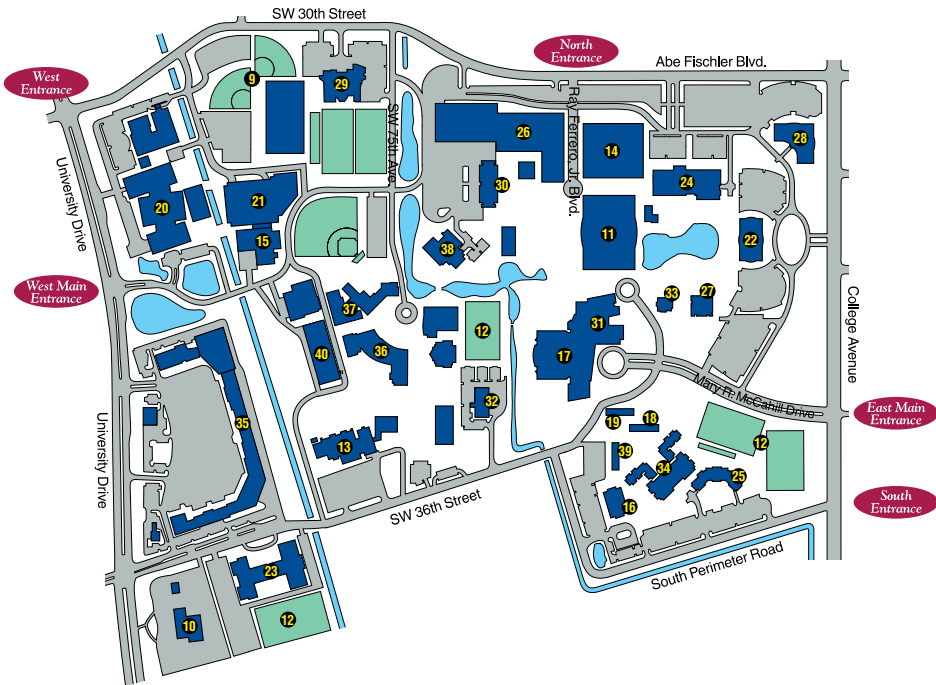 SW 30th Street
North
Entrance
Abe Fischler Blvd.
West
Entrance
9
29
SW 75th Ave.
Ray Ferrero Jr. Blvd.
26
14
28
University Drive
20
21
30
24
15
38
11
22
West Main
Entrance
37
33
27
College Avenue
12
31
40
36
17
Mary R. McCahill Drive
32
University Drive
35
19
18
East Main
Entrance
13
39
12
34
25
SW 36th Street
16
South
Entrance
South Perimeter Road
23
10
12